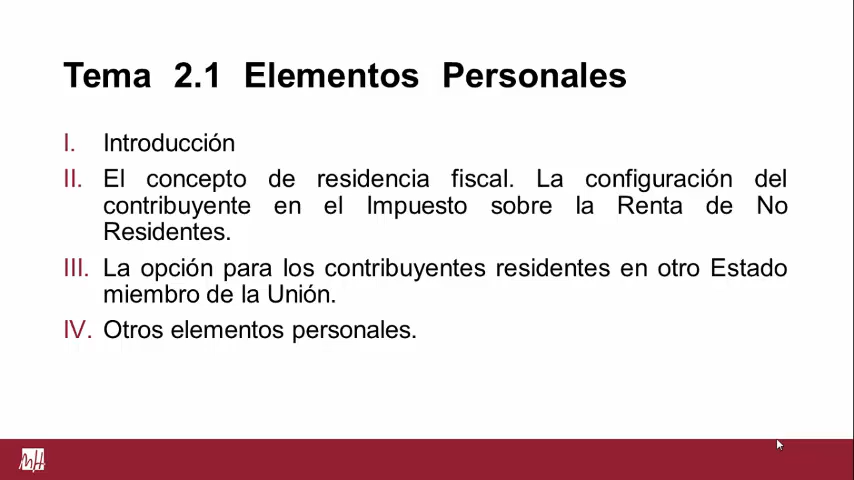 Tema 2.1 Elementos Personales
I. Introducción
II. El concepto de residencia fiscal. La configuración del
contribuyente en el Impuesto sobre la Renta de No
Residentes.
III. La opción para los contribuyentes residentes en otro Estado
miembro de la Unión.
IV. Otros elementos personales.